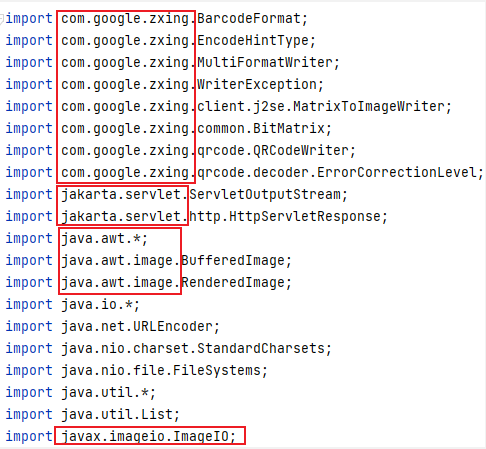 import com.google.zxing.BarcodeFormat;
import com.google.zxing.EncodeHintType;
import com.google.zxing.MultiFormatWriter;
import com.google.zxing.WriterException;
import com.google.zxing.client.j2se.MatrixToImageWriter;
import com.google.zxing.common.BitMatrix;
import com.google.zxing.qrcode.QRCodeWriter;
import com.google.zxing.qrcode.decoder.ErrorCorrectionLevel;
import jakarta.servlet.ServletOutputStream;
import jakarta.servlet.http.HttpServletResponse;
import java.awt.*;
import java.awt.image.BufferedImage;
import java.awt.image.RenderedImage;
import java.io.*;
import java.net.URLEncoder;
import java.nio.charset.StandardCharsets;
import java.nio.file.FileSystems;
import java.util.*;
import java.util.List;
import javax.imageio.ImageIO;